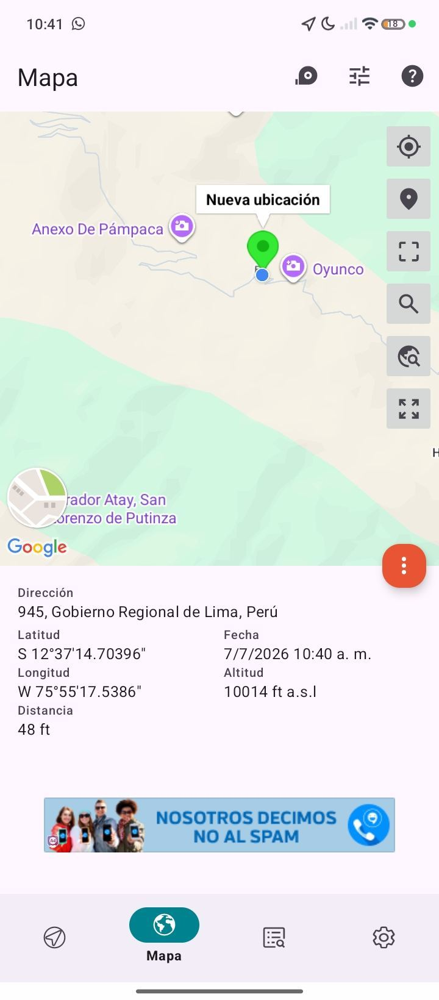 10:41
18
Mapa
Nueva ubicación
Anexo De Pámpaca
Oyunco
H
rador Atay, San
orenzo de Putinza
Google
Dirección
945, Gobierno Regional de Lima, Perú
Latitud
Fecha
S 12°37'14.70396"
7/7/2026 10:40 a. m.
Longitud
Altitud
W 75°55'17.5386"
10014 ft a.s.l
Distancia
48 ft
NOSOTROS DECIMOS
NO AL SPAM
Ad
Mapa